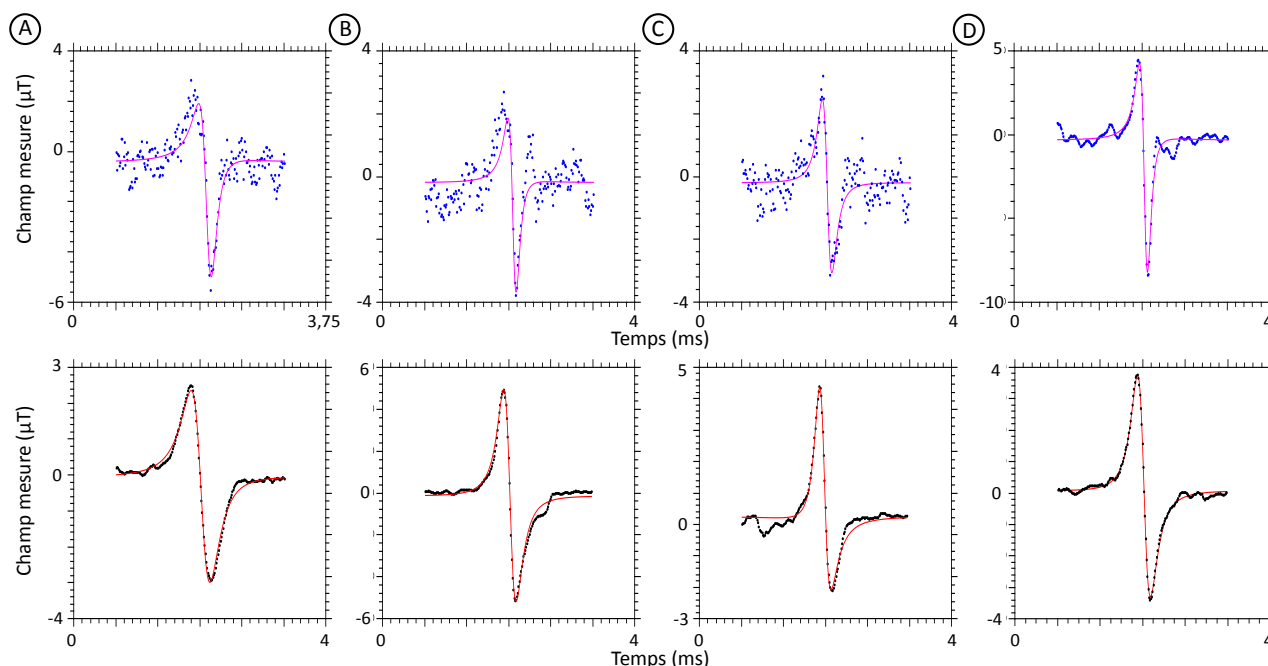 A B C D
4 4 4 5
Champ mesure (µT)
0 0 0 0
-6 -4 -4 -10
0 3,75 0 4 0 4 0 4
Temps (ms)
3 6 5 4
Champ mesure (µT)
0 0 0 0
-4 -6 -3 -4
0 4 0 4 0 4 0 4
Temps (ms)